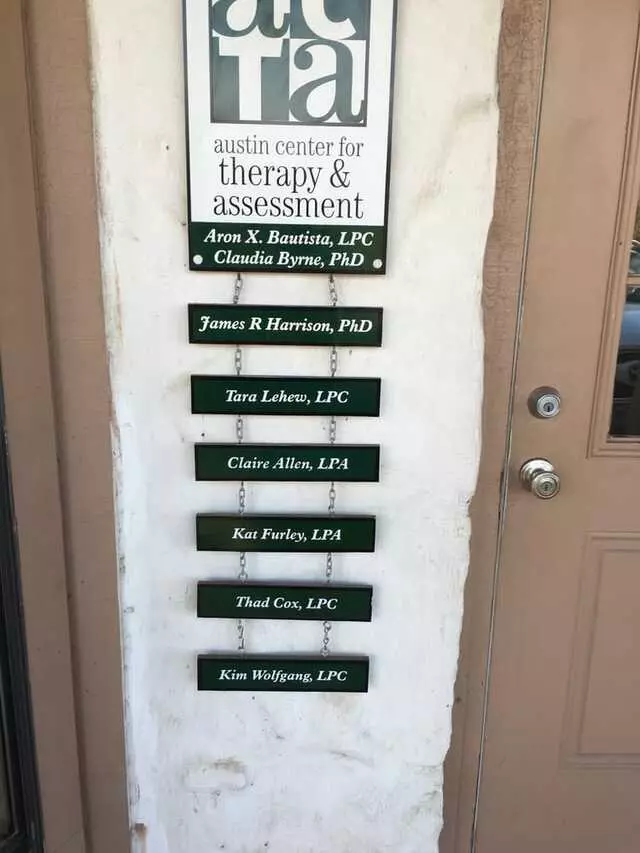 acta
austin center for
therapy &
assessment
Aron X. Bautista, LPC
Claudia Byrne, PhD
James R Harrison, PhD
Tara Lehew, LPC
Claire Allen, LPA
Kat Furley, LPA
Thad Cox, LPC
Kim Wolfgang, LPC